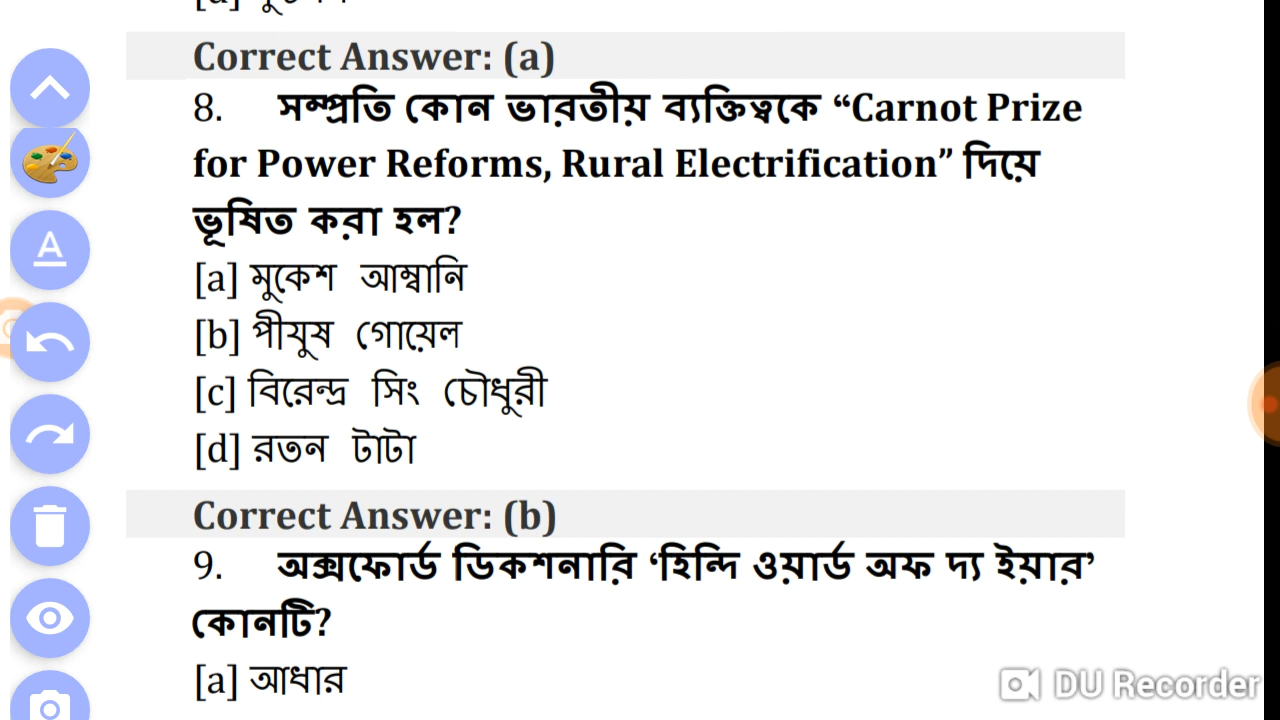 Correct Answer: (a)
8. সম্প্রতি কোন ভারতীয় ব্যক্তিত্বকে “Carnot Prize
for Power Reforms, Rural Electrification” দিয়ে
ভূষিত করা হল?
[a] মুকেশ আম্বানি
[b] পীযুষ গোয়েল
[c] বিরেন্দ্র সিং চৌধুরী
[d] রতন টাটা
Correct Answer: (b)
9. অক্সফোর্ড ডিকশনারি ‘হিন্দি ওয়ার্ড অফ দ্য ইয়ার’
কোনটি?
[a] আধার
DU Recorder